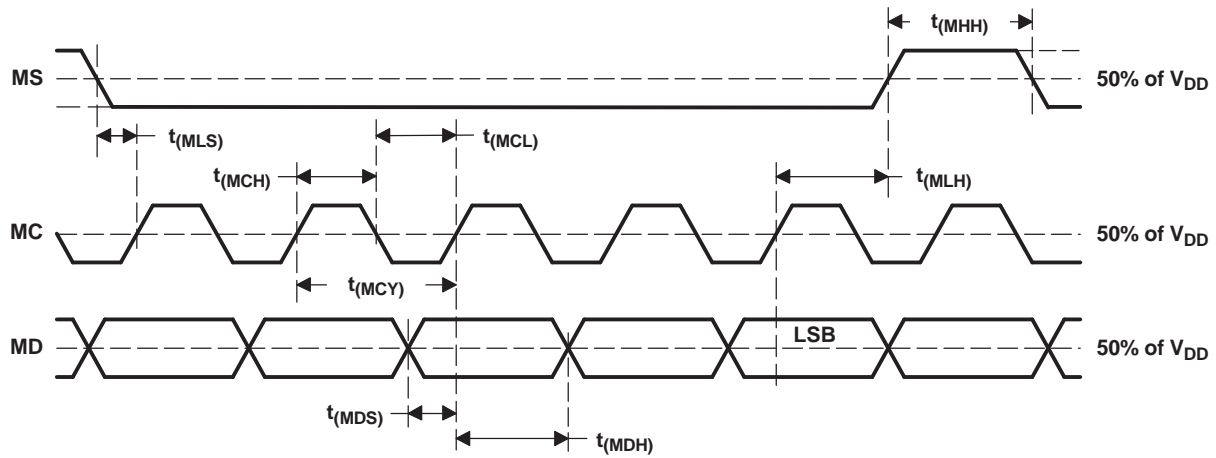 t(MHH)
MS
50% of VDD
t(MLS)
t(MCL)
t(MCH)
t(MLH)
MC
50% of VDD
t(MCY)
LSB
MD
50% of VDD
t(MDS)
t(MDH)